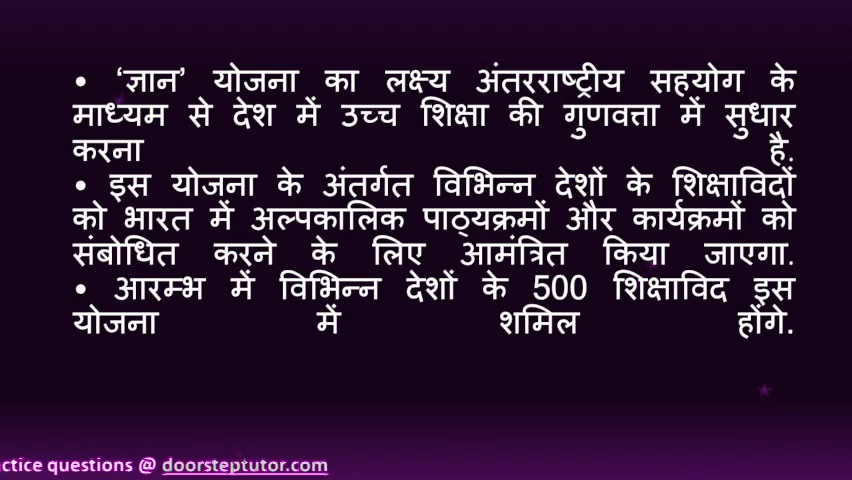 • ‘ज्ञान’ योजना का लक्ष्य अंतरराष्ट्रीय सहयोग के
माध्यम से देश में उच्च शिक्षा की गुणवत्ता में सुधार
करना है.
• इस योजना के अंतर्गत विभिन्न देशों के शिक्षाविदों
को भारत में अल्पकालिक पाठ्यक्रमों और कार्यक्रमों को
संबोधित करने के लिए आमंत्रित किया जाएगा.
• आरम्भ में विभिन्न देशों के 500 शिक्षाविद इस
योजना में शमिल होंगे.
ctice questions @ doorsteptutor.com